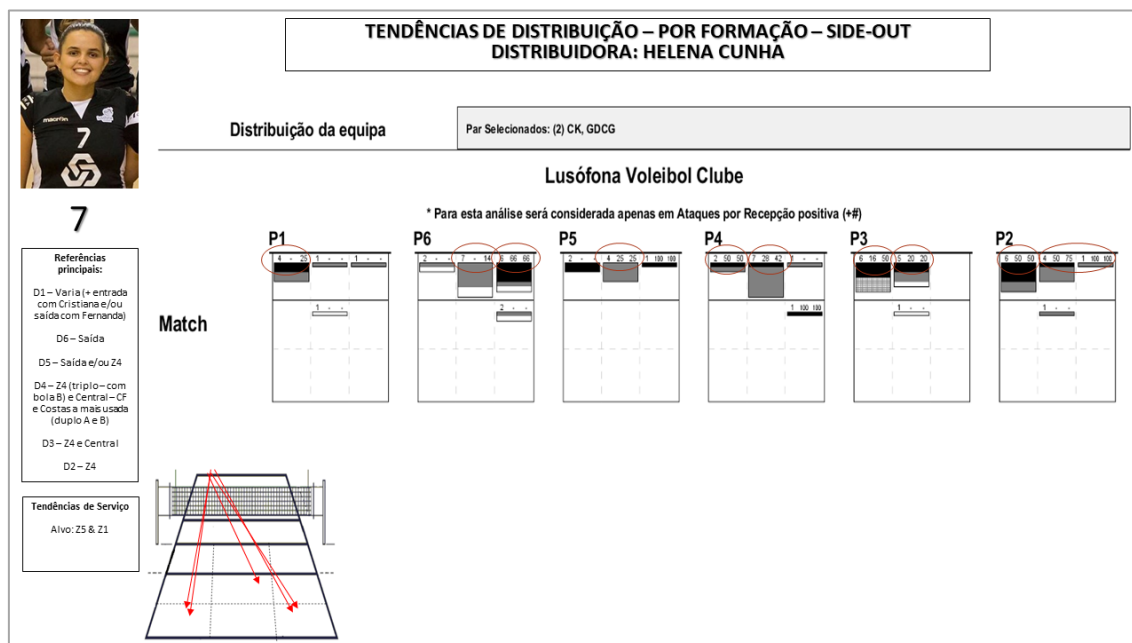 TENDÊNCIAS DE DISTRIBUIÇÃO – POR FORMAÇÃO – SIDE-OUT
DISTRIBUIDORA: HELENA CUNHA
macron
7
Distribuição da equipa
Par Selecionados: (2) CK, GDCG
Lusófona Voleibol Clube
7
* Para esta análise será considerada apenas em Ataques por Recepção positiva (+#)
P1 P6 P5 P4 P3 P2
4 - 25 1 - - 1 - - 2 - - 7 - 14 6 66 66 2 - - 4 25 25 1 100 100 2 50 50 7 28 42 1 - - 6 16 50 5 20 20 6 50 50 4 50 75 1 100 100
1 - - 2 - - 1 100 100 1 - - 1 - -
Match
Referências
principais:
D1 – Varia (+ entrada
com Cristiana e/ou
saída com Fernanda)
D6 – Saída
D5 – Saída e/ou Z4
D4 – Z4 (triplo – com
bola B) e Central – CF
e Costas a mais usada
(duplo A e B)
D3 – Z4 e Central
D2 – Z4
Tendências de Serviço
Alvo: Z5 & Z1